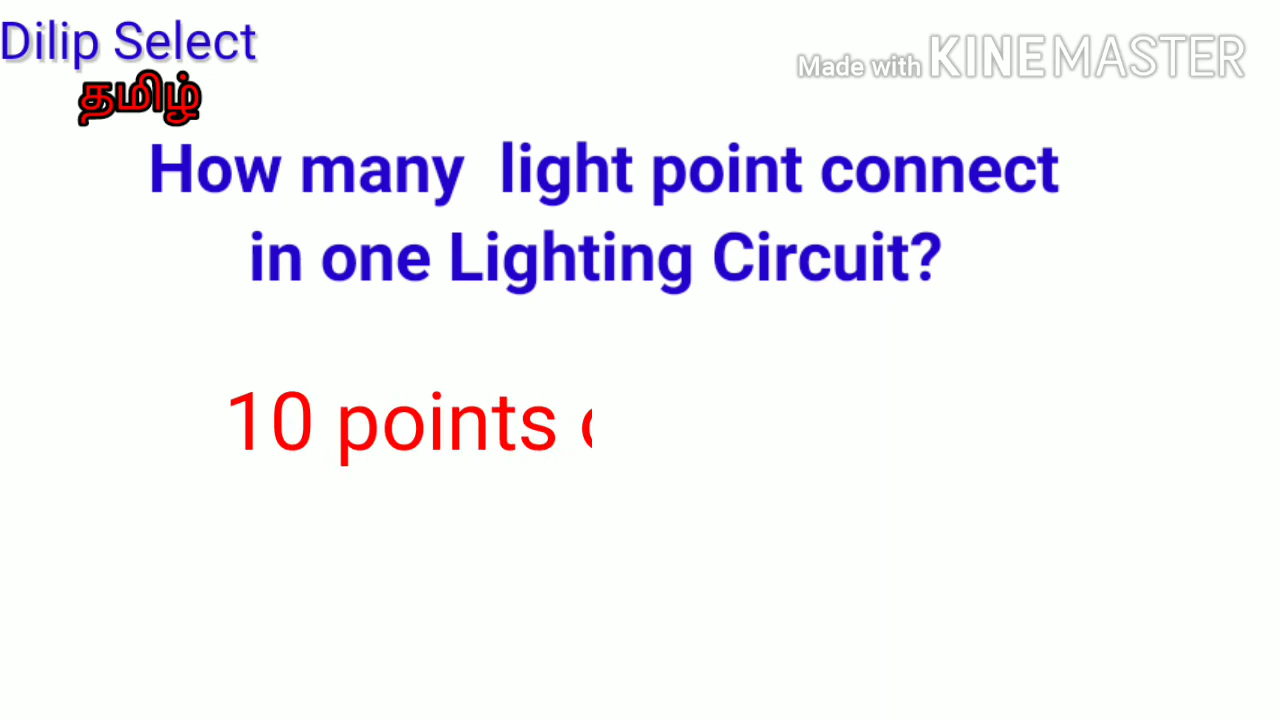 Dilip Select
Made with KINEMASTER
தமிழ்
How many light point connect
in one Lighting Circuit?
10 points